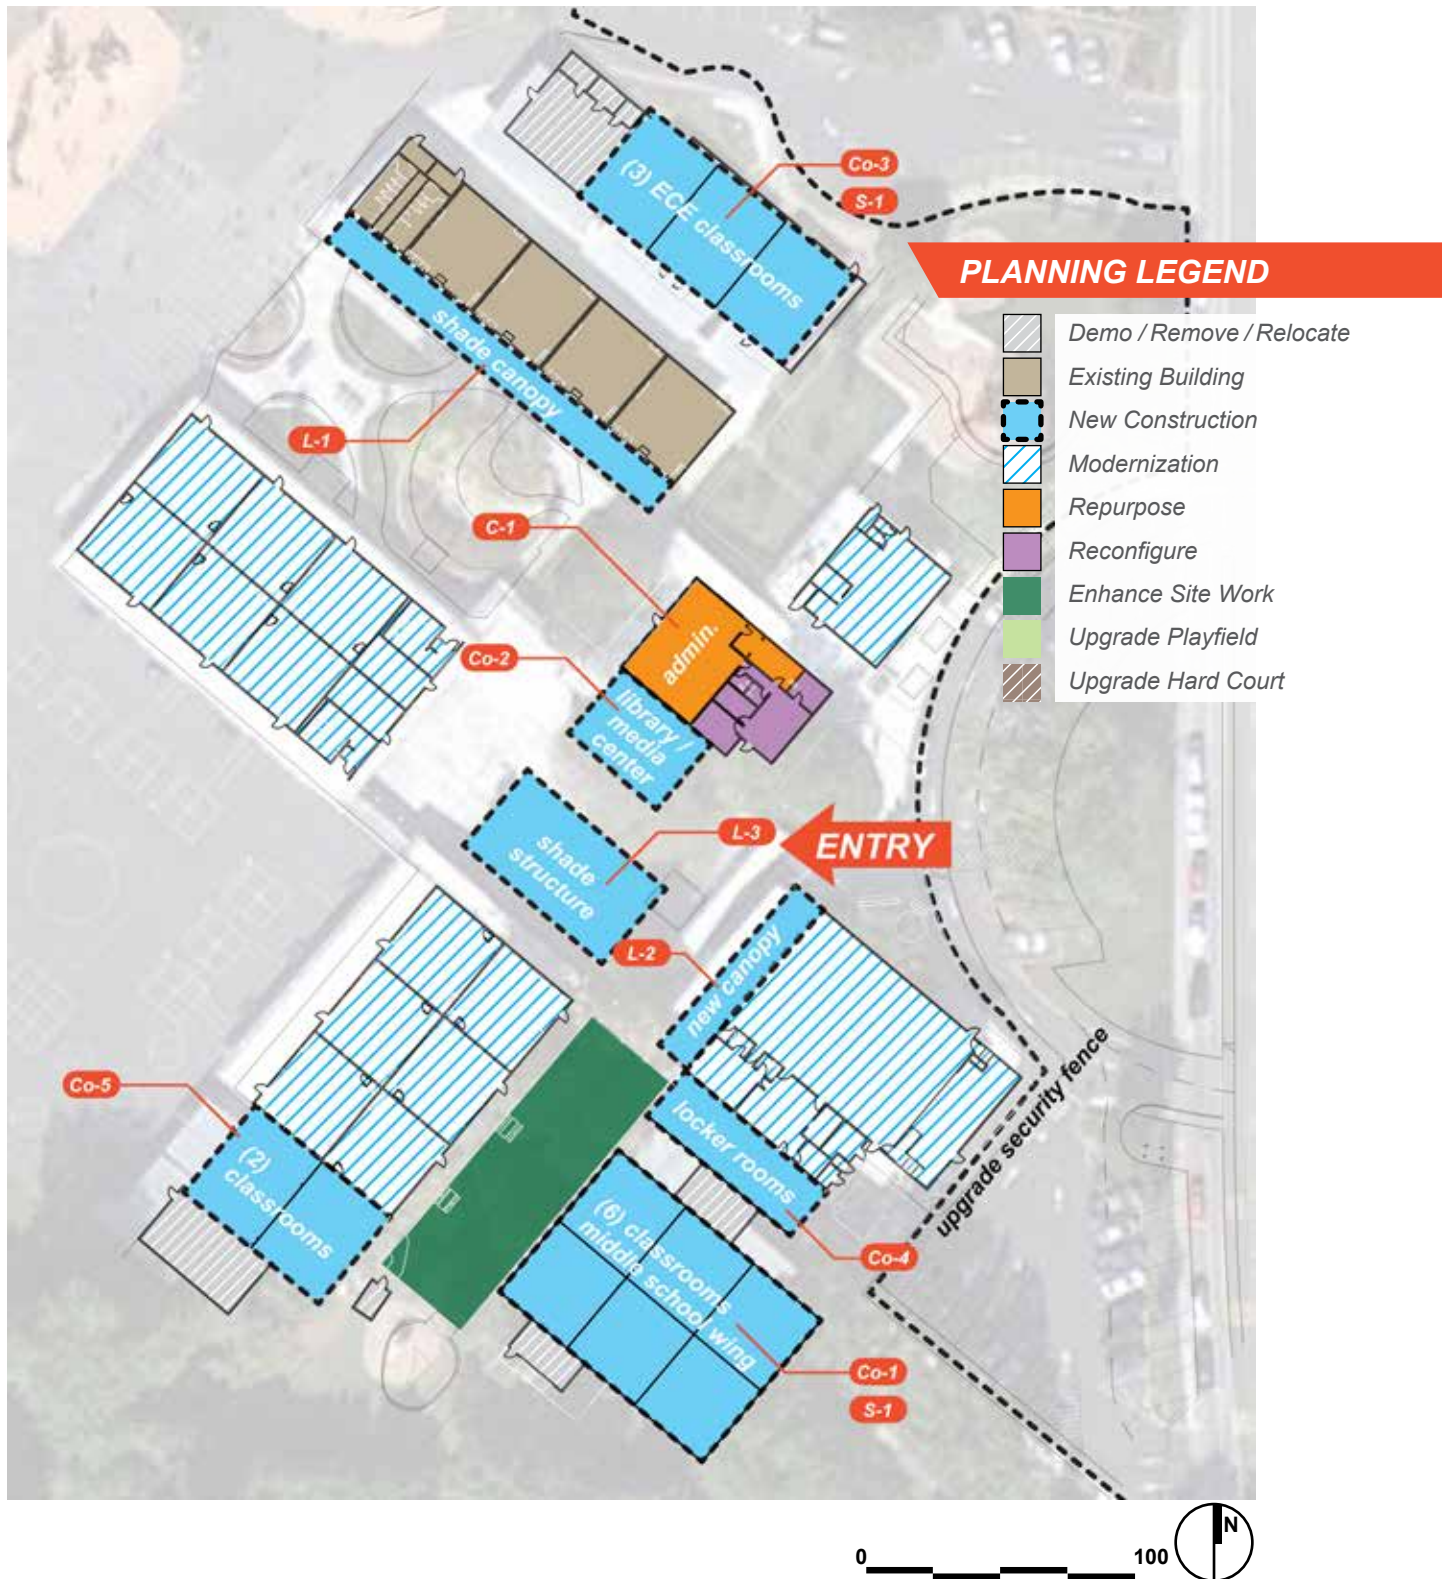 Co-3
(3) ECE classrooms
S-1
PLANNING LEGEND
Demo / Remove / Relocate
Existing Building
New Construction
Modernization
Repurpose
Reconfigure
Enhance Site Work
Upgrade Playfield
Upgrade Hard Court
shade canopy
L-1
C-1
admin.
Co-2
library /
media
center
L-3
ENTRY
shade
structure
L-2
new canopy
upgrade security fence
Co-5
locker rooms
(2)
classrooms
(6) classrooms
middle school wing
Co-4
Co-1
S-1
N
0
100